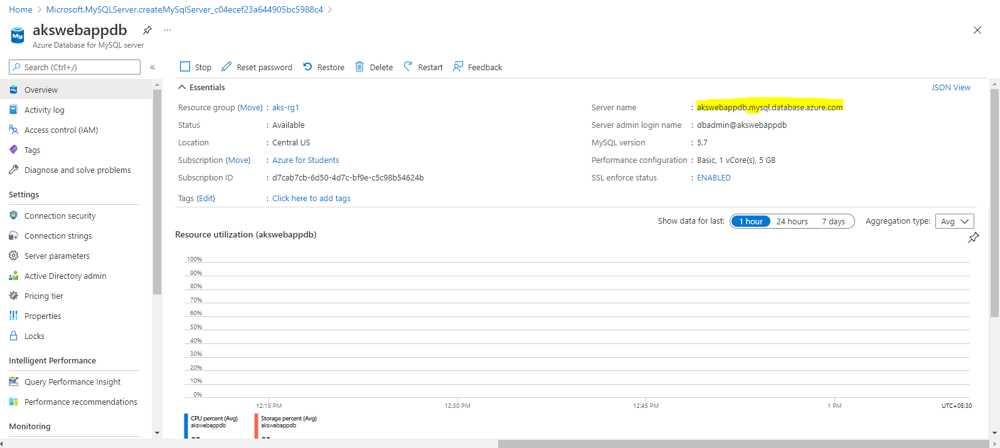 Home > Microsoft.MySQLServer.createMySqlServer_c04ecef23a644905bc5988c4 >
akswebappdb ...
My
Azure Database for MySQL server
Search (Ctrl+/) «
Stop Reset password Restore Delete Restart Feedback
Overview
Activity log
Access control (IAM)
Tags
Diagnose and solve problems
Settings
Connection security
Connection strings
Server parameters
Active Directory admin
Pricing tier
Properties
Locks
Intelligent Performance
Query Performance Insight
Performance recommendations
Monitoring
Essentials JSON View
Resource group (Move) : aks-rg1
Status : Available
Location : Central US
Subscription (Move) : Azure for Students
Subscription ID : d7cab7cb-6d50-4d7c-bf9e-c5c98b54624b
Tags (Edit) : Click here to add tags
Server name : akswebappdb.mysql.database.azure.com
Server admin login name : dbadmin@akswebappdb
MySQL version : 5.7
Performance configuration : Basic, 1 vCore(s), 5 GB
SSL enforce status : ENABLED
Show data for last: 1 hour 24 hours 7 days Aggregation type: Avg
Resource utilization (akswebappdb)
100%
90%
80%
70%
60%
50%
40%
30%
20%
10%
0%
12:15 PM 12:30 PM 12:45 PM 1 PM UTC+05:30
CPU percent (Avg)
akswebappdb
--
Storage percent (Avg)
akswebappdb
--